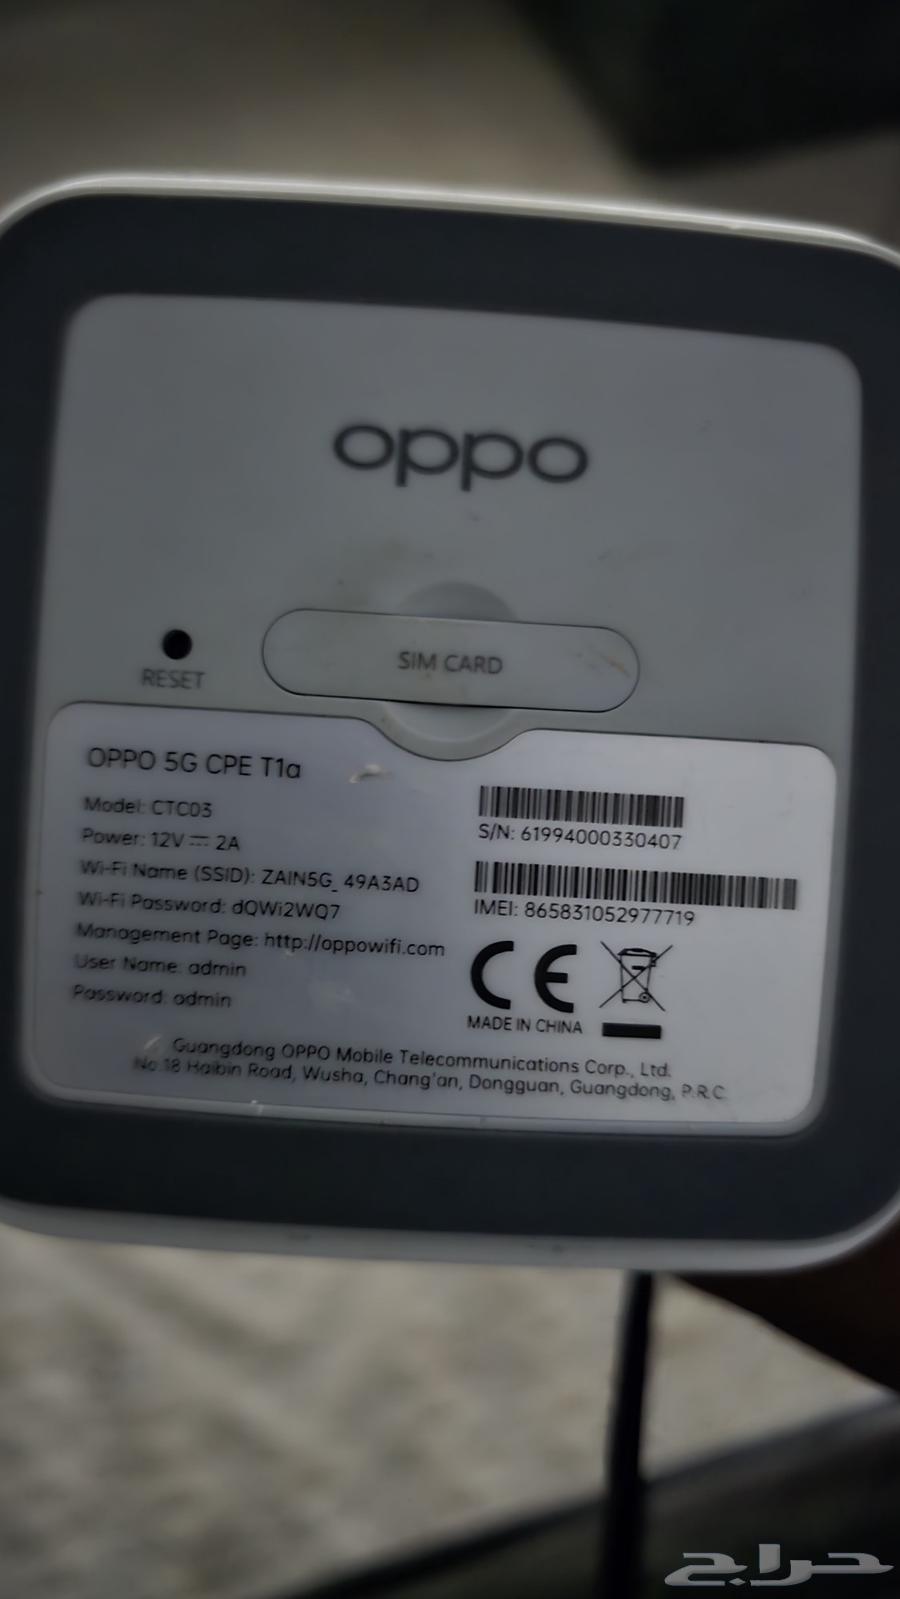 oppo
RESET
SIM CARD
OPPO 5G CPE T1a
Model: CTC03
Power: 12V ⎓ 2A
Wi-Fi Name (SSID): ZAIN5G_ 49A3AD
Wi-Fi Password: dQWi2WQ7
Management Page: http://oppowifi.com
User Name: admin
Password: admin
S/N: 61994000330407
IMEI: 865831052977719
CE
MADE IN CHINA
Guangdong OPPO Mobile Telecommunications Corp., Ltd.
No.18 Haibin Road, Wusha, Chang'an, Dongguan, Guangdong, P.R.C.
حراج